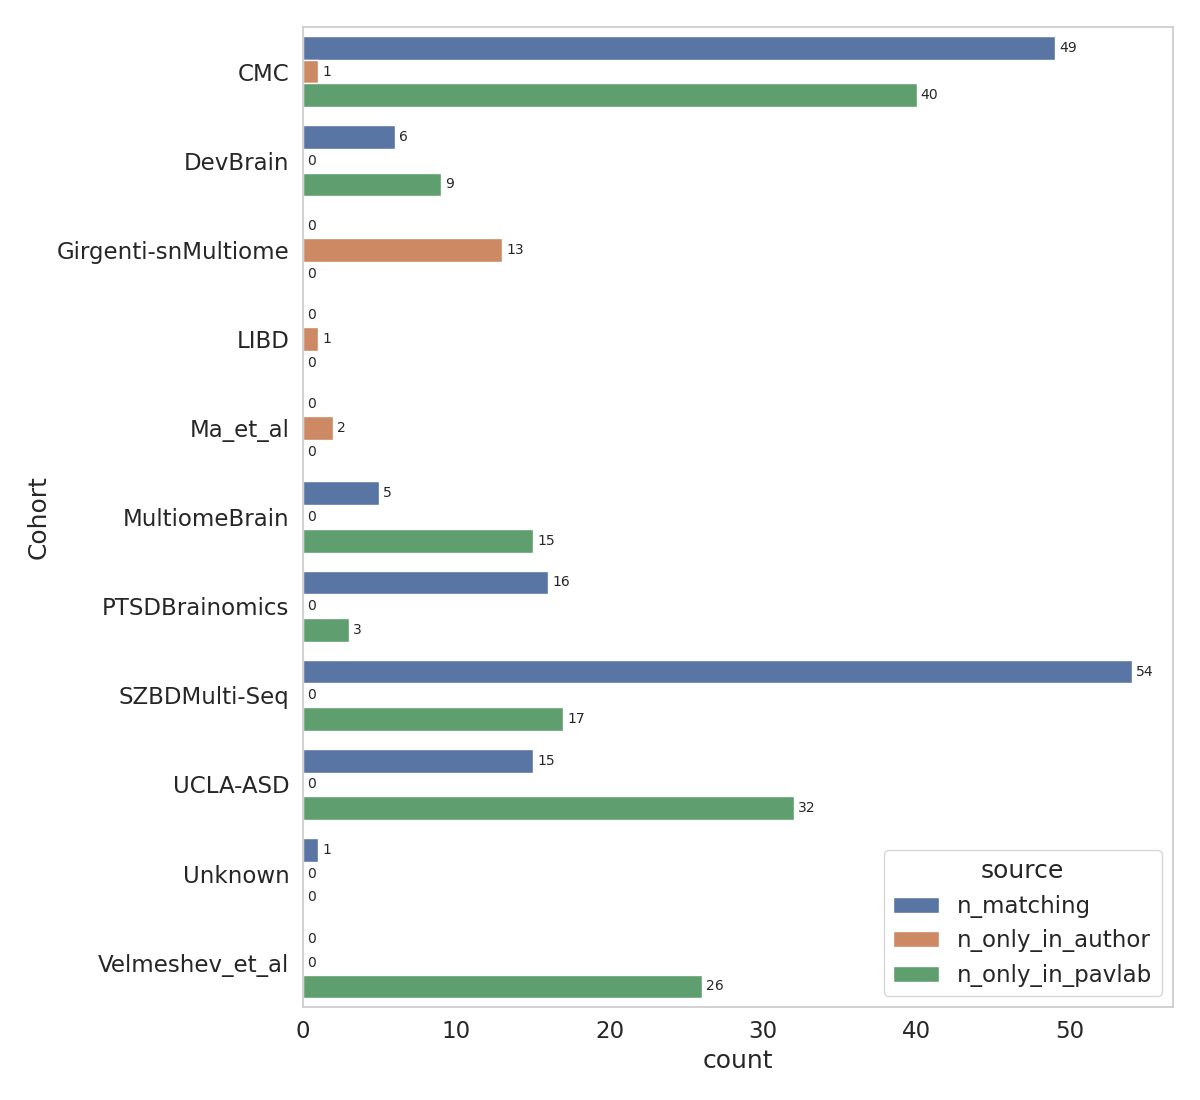 CMC
49
1
40
DevBrain
6
0
9
Girgenti-snMultiome
0
13
0
LIBD
0
1
0
Ma_et_al
0
2
0
MultiomeBrain
5
0
15
PTSDBrainomics
16
0
3
SZBDMulti-Seq
54
0
17
UCLA-ASD
15
0
32
Unknown
1
0
0
Velmeshev_et_al
0
0
26
Cohort
0 10 20 30 40 50
count
source
n_matching
n_only_in_author
n_only_in_pavlab